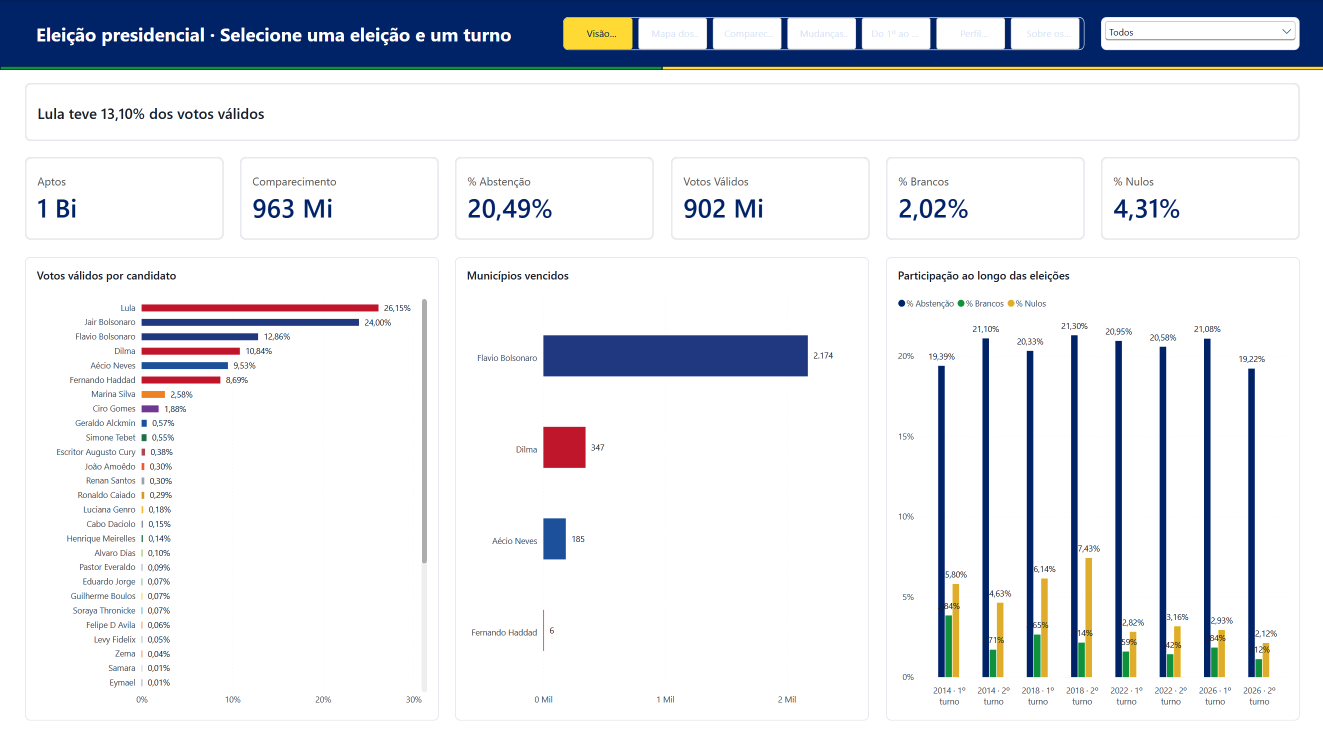 Eleição presidencial · Selecione uma eleição e um turno
Visão...
Mapa dos...
Comparec...
Mudanças...
Do 1º ao ...
Perfil...
Sobre os...
Todos
Lula teve 13,10% dos votos válidos
Aptos
1 Bi
Comparecimento
963 Mi
% Abstenção
20,49%
Votos Válidos
902 Mi
% Brancos
2,02%
% Nulos
4,31%
Votos válidos por candidato
Lula 26,15%
Jair Bolsonaro 24,00%
Flavio Bolsonaro 12,86%
Dilma 10,84%
Aécio Neves 9,53%
Fernando Haddad 8,69%
Marina Silva 2,58%
Ciro Gomes 1,88%
Geraldo Alckmin 0,57%
Simone Tebet 0,55%
Escritor Augusto Cury 0,38%
João Amoêdo 0,30%
Renan Santos 0,30%
Ronaldo Caiado 0,29%
Luciana Genro 0,18%
Cabo Daciolo 0,15%
Henrique Meirelles 0,14%
Alvaro Dias 0,10%
Pastor Everaldo 0,09%
Eduardo Jorge 0,07%
Guilherme Boulos 0,07%
Soraya Thronicke 0,07%
Felipe D Avila 0,06%
Levy Fidelix 0,05%
Zema 0,04%
Samara 0,01%
Eymael 0,01%
0% 10% 20% 30%
Municípios vencidos
Flavio Bolsonaro 2.174
Dilma 347
Aécio Neves 185
Fernando Haddad 6
0 Mil 1 Mil 2 Mil
Participação ao longo das eleições
% Abstenção % Brancos % Nulos
20%
15%
10%
5%
0%
19,39% 21,10% 20,33% 21,30% 20,95% 20,58% 21,08% 19,22%
5,80% 4,63% 6,14% 7,43% 2,82% 3,16% 2,93% 2,12%
84% 71% 65% 14% 59% 42% 84% 12%
2014 · 1º turno
2014 · 2º turno
2018 · 1º turno
2018 · 2º turno
2022 · 1º turno
2022 · 2º turno
2026 · 1º turno
2026 · 2º turno